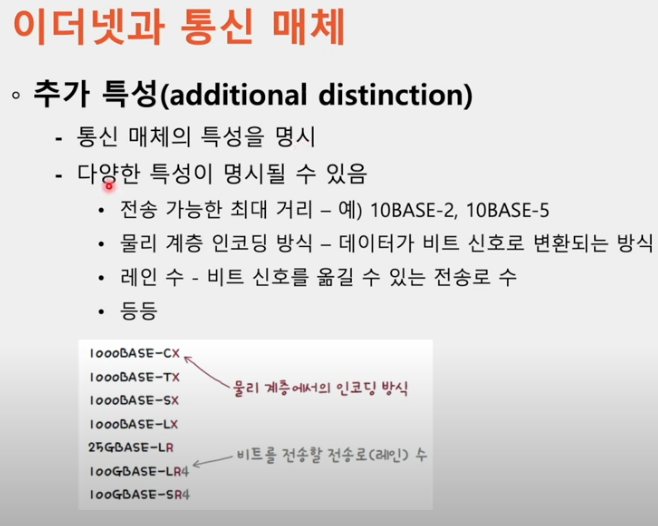 이더넷과 통신 매체
◦ 추가 특성(additional distinction)
- 통신 매체의 특성을 명시
- 다양한 특성이 명시될 수 있음
• 전송 가능한 최대 거리 – 예) 10BASE-2, 10BASE-5
• 물리 계층 인코딩 방식 – 데이터가 비트 신호로 변환되는 방식
• 레인 수 - 비트 신호를 옮길 수 있는 전송로 수
• 등등
1000BASE-CX
1000BASE-TX
물리 계층에서의 인코딩 방식
1000BASE-SX
1000BASE-LX
25GBASE-LR
비트를 전송할 전송로(레인) 수
100GBASE-LR4
100GBASE-SR4